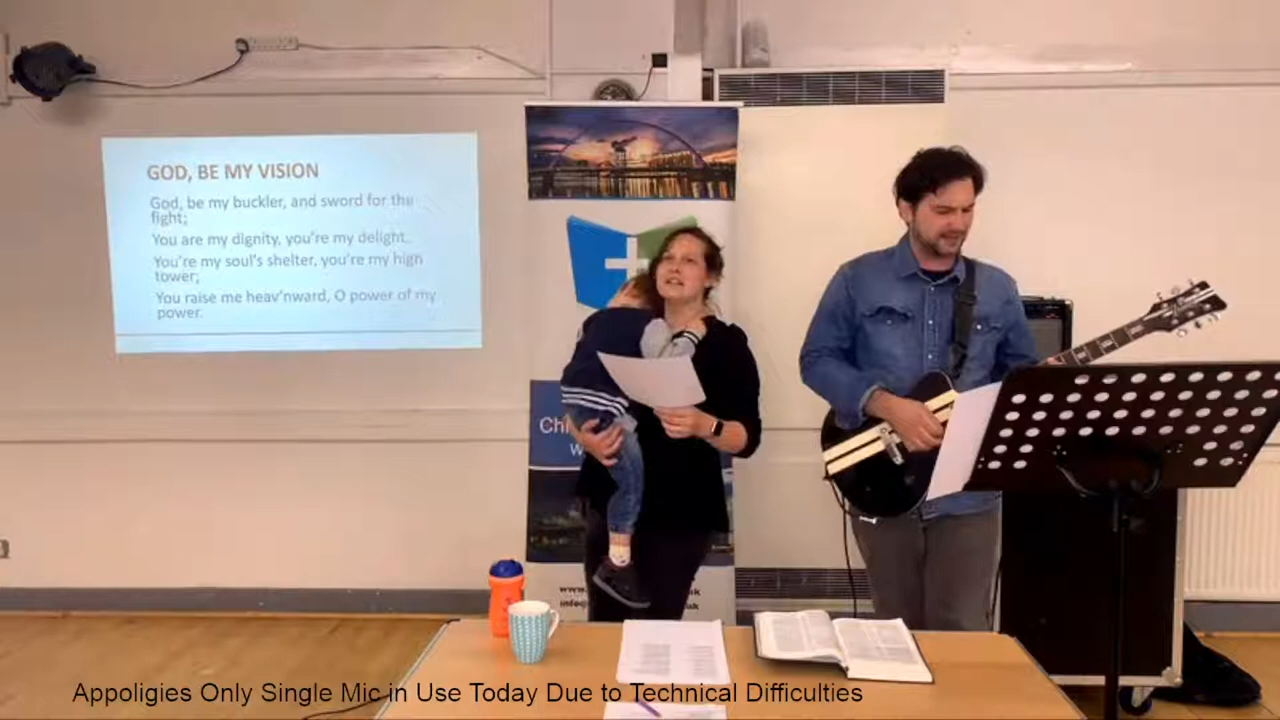 GOD, BE MY VISION
God, be my buckler, and sword for the
fight;
You are my dignity, you're my delight,
You're my soul's shelter, you're my high
tower;
You raise me heav'nward, O power of my
power.
Appoligies Only Single Mic in Use Today Due to Technical Difficulties